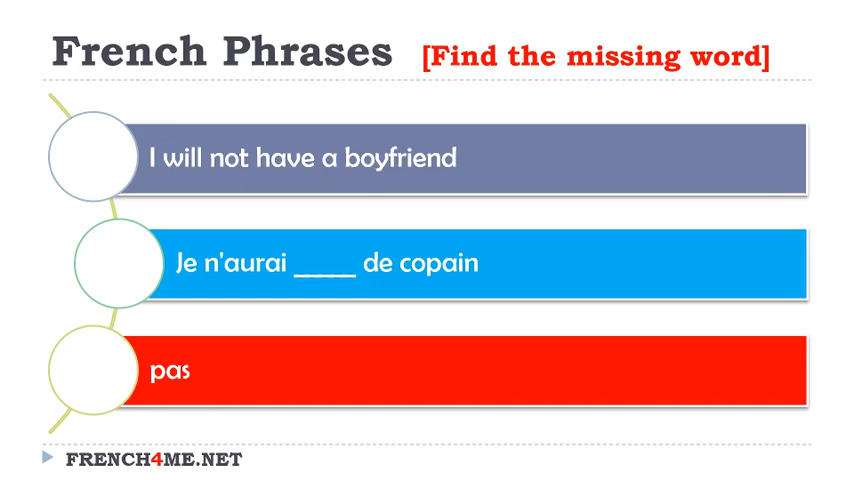 French Phrases [Find the missing word]
I will not have a boyfriend
Je n'aurai _____ de copain
pas
FRENCH4ME.NET